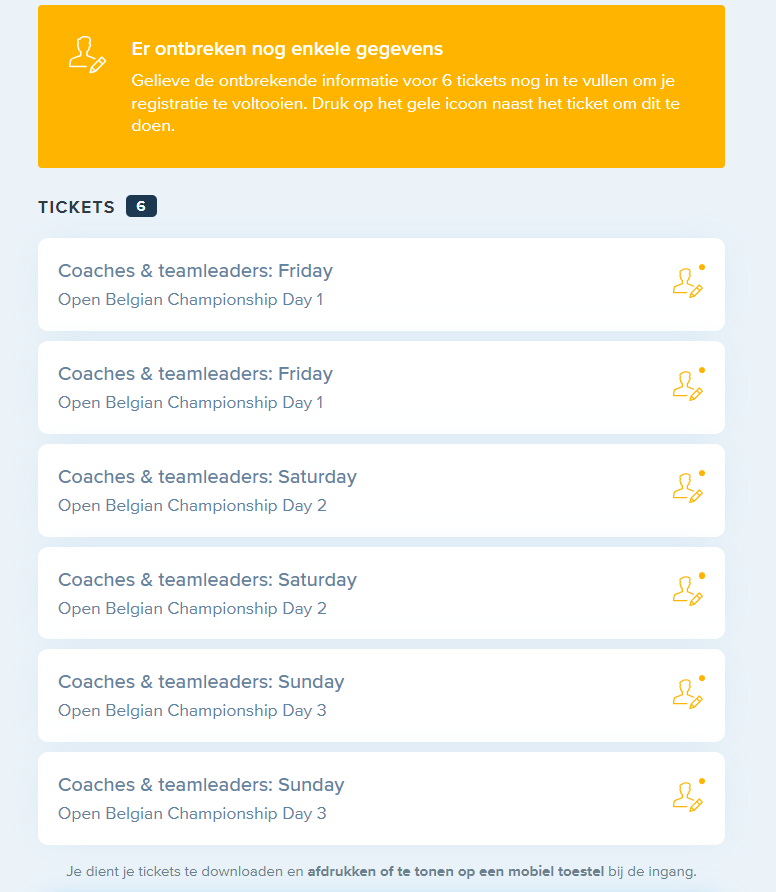 Er ontbreken nog enkele gegevens
Gelieve de ontbrekende informatie voor 6 tickets nog in te vullen om je
registratie te voltooien. Druk op het gele icoon naast het ticket om dit te
doen.
TICKETS 6
Coaches & teamleaders: Friday
Open Belgian Championship Day 1
Coaches & teamleaders: Friday
Open Belgian Championship Day 1
Coaches & teamleaders: Saturday
Open Belgian Championship Day 2
Coaches & teamleaders: Saturday
Open Belgian Championship Day 2
Coaches & teamleaders: Sunday
Open Belgian Championship Day 3
Coaches & teamleaders: Sunday
Open Belgian Championship Day 3
Je dient je tickets te downloaden en afdrukken of te tonen op een mobiel toestel bij de ingang.